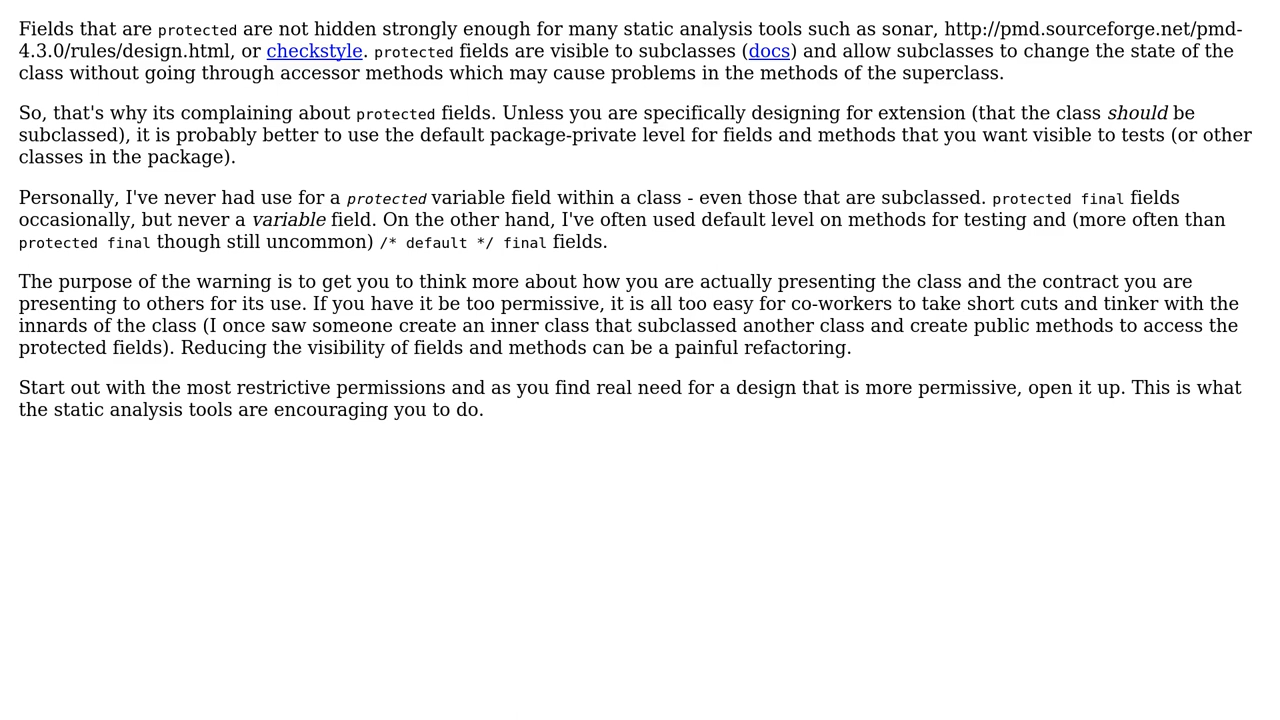 Fields that are protected are not hidden strongly enough for many static analysis tools such as sonar, http://pmd.sourceforge.net/pmd-
4.3.0/rules/design.html, or checkstyle. protected fields are visible to subclasses (docs) and allow subclasses to change the state of the
class without going through accessor methods which may cause problems in the methods of the superclass.
So, that's why its complaining about protected fields. Unless you are specifically designing for extension (that the class should be
subclassed), it is probably better to use the default package-private level for fields and methods that you want visible to tests (or other
classes in the package).
Personally, I've never had use for a protected variable field within a class - even those that are subclassed. protected final fields
occasionally, but never a variable field. On the other hand, I've often used default level on methods for testing and (more often than
protected final though still uncommon) /* default */ final fields.
The purpose of the warning is to get you to think more about how you are actually presenting the class and the contract you are
presenting to others for its use. If you have it be too permissive, it is all too easy for co-workers to take short cuts and tinker with the
innards of the class (I once saw someone create an inner class that subclassed another class and create public methods to access the
protected fields). Reducing the visibility of fields and methods can be a painful refactoring.
Start out with the most restrictive permissions and as you find real need for a design that is more permissive, open it up. This is what
the static analysis tools are encouraging you to do.